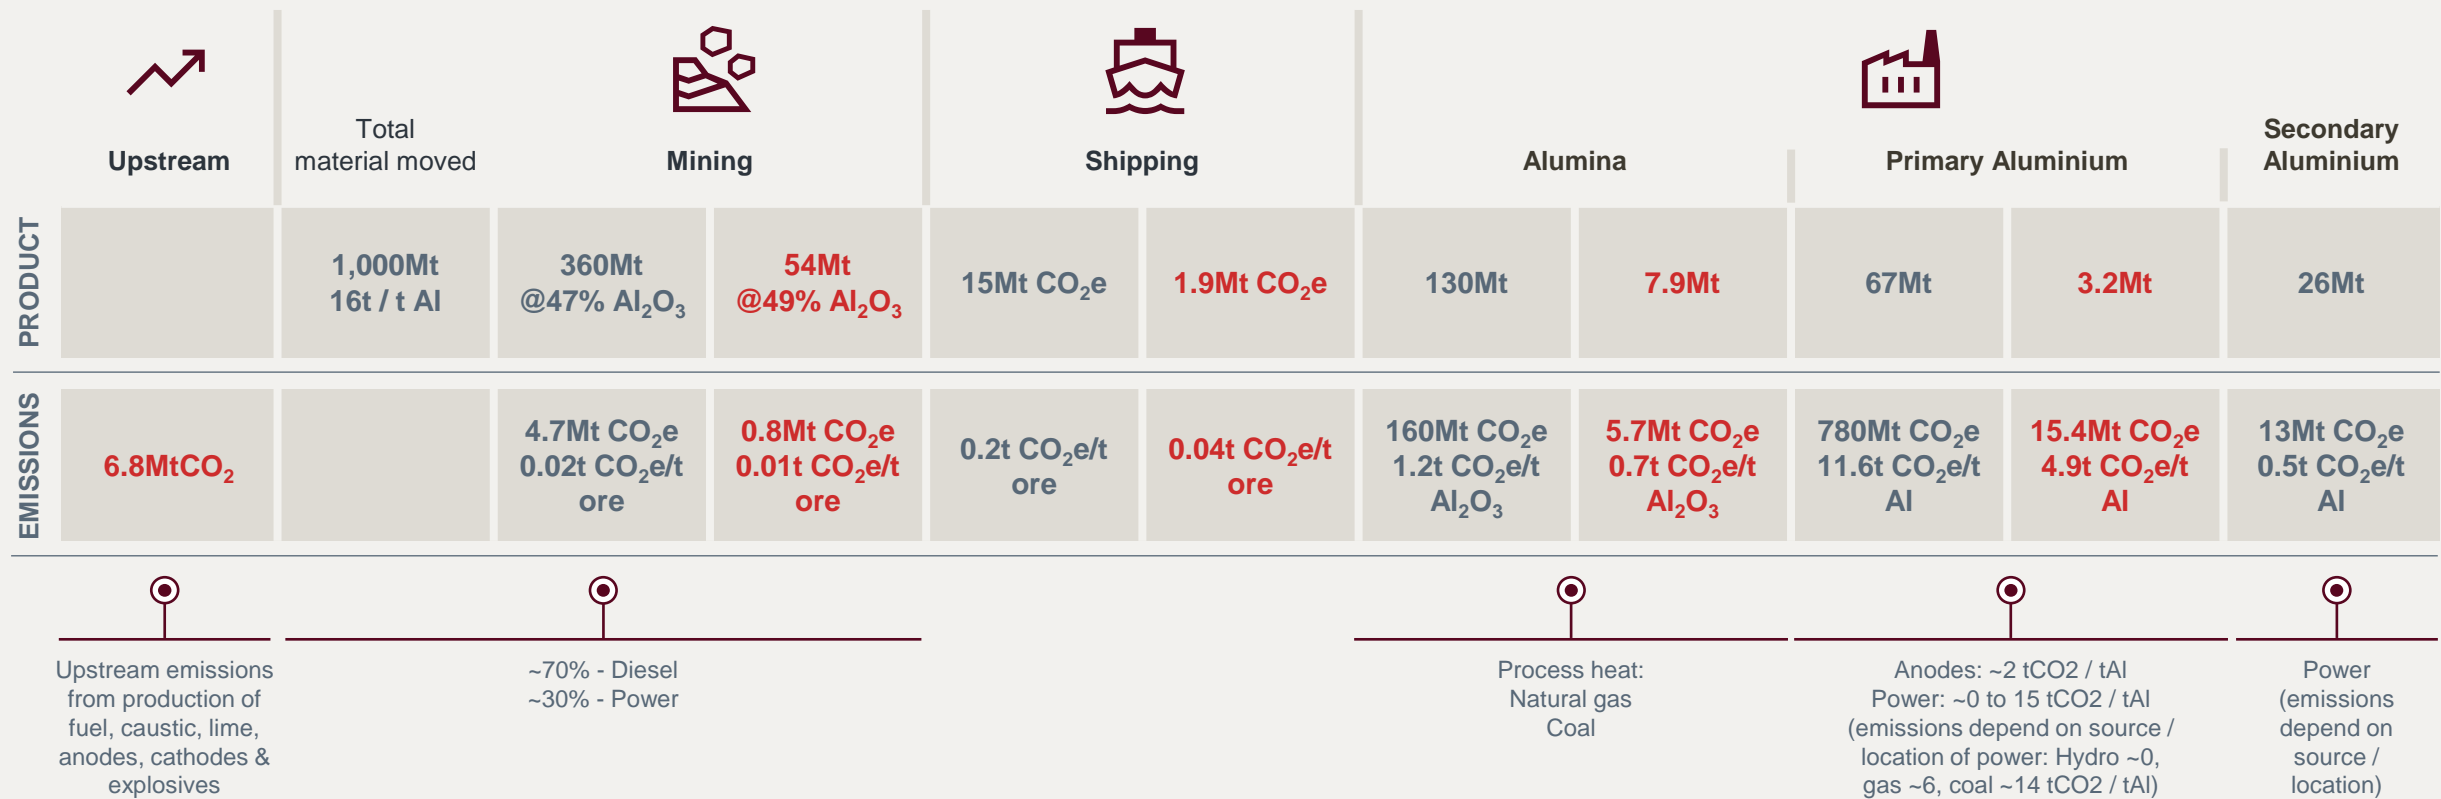 Upstream
Total
material moved
Mining
Shipping
Alumina
Primary Aluminium
Secondary
Aluminium
PRODUCT
1,000Mt
16t / t Al
360Mt
@47% Al₂O₃
54Mt
@49% Al₂O₃
15Mt CO₂e
1.9Mt CO₂e
130Mt
7.9Mt
67Mt
3.2Mt
26Mt
EMISSIONS
6.8MtCO₂
4.7Mt CO₂e
0.02t CO₂e/t
ore
0.8Mt CO₂e
0.01t CO₂e/t
ore
0.2t CO₂e/t
ore
0.04t CO₂e/t
ore
160Mt CO₂e
1.2t CO₂e/t
Al₂O₃
5.7Mt CO₂e
0.7t CO₂e/t
Al₂O₃
780Mt CO₂e
11.6t CO₂e/t
Al
15.4Mt CO₂e
4.9t CO₂e/t
Al
13Mt CO₂e
0.5t CO₂e/t
Al
Upstream emissions
from production of
fuel, caustic, lime,
anodes, cathodes &
explosives
~70% - Diesel
~30% - Power
Process heat:
Natural gas
Coal
Anodes: ~2 tCO2 / tAl
Power: ~0 to 15 tCO2 / tAl
(emissions depend on source /
location of power: Hydro ~0,
gas ~6, coal ~14 tCO2 / tAl)
Power
(emissions
depend on
source /
location)